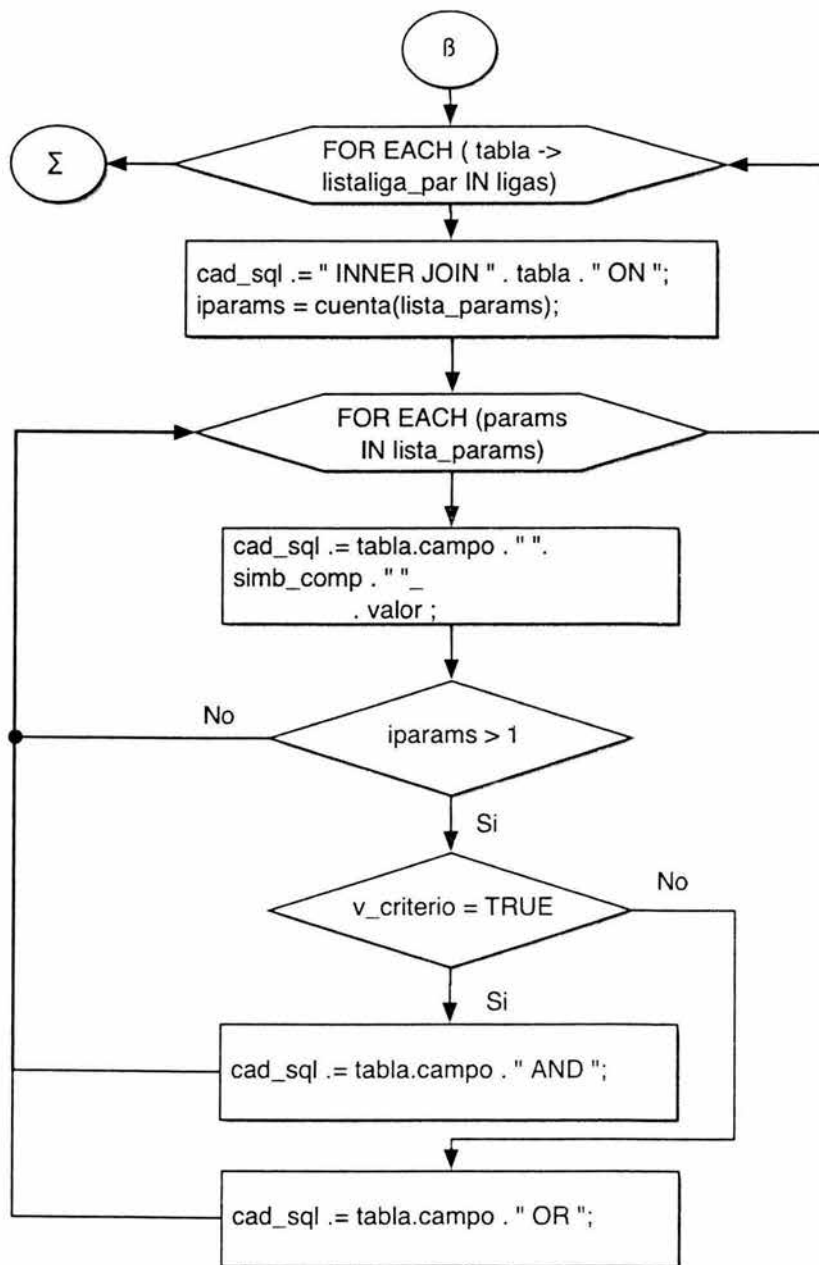 ß
Σ
FOR EACH ( tabla ->
listaliga_par IN ligas)
cad_sql .= " INNER JOIN " . tabla . " ON ";
iparams = cuenta(lista_params);
FOR EACH (params
IN lista_params)
cad_sql .= tabla.campo . " ".
simb_comp . " "_
. valor ;
No
iparams > 1
Si
No
v_criterio = TRUE
Si
cad_sql .= tabla.campo . " AND ";
cad_sql .= tabla.campo . " OR ";